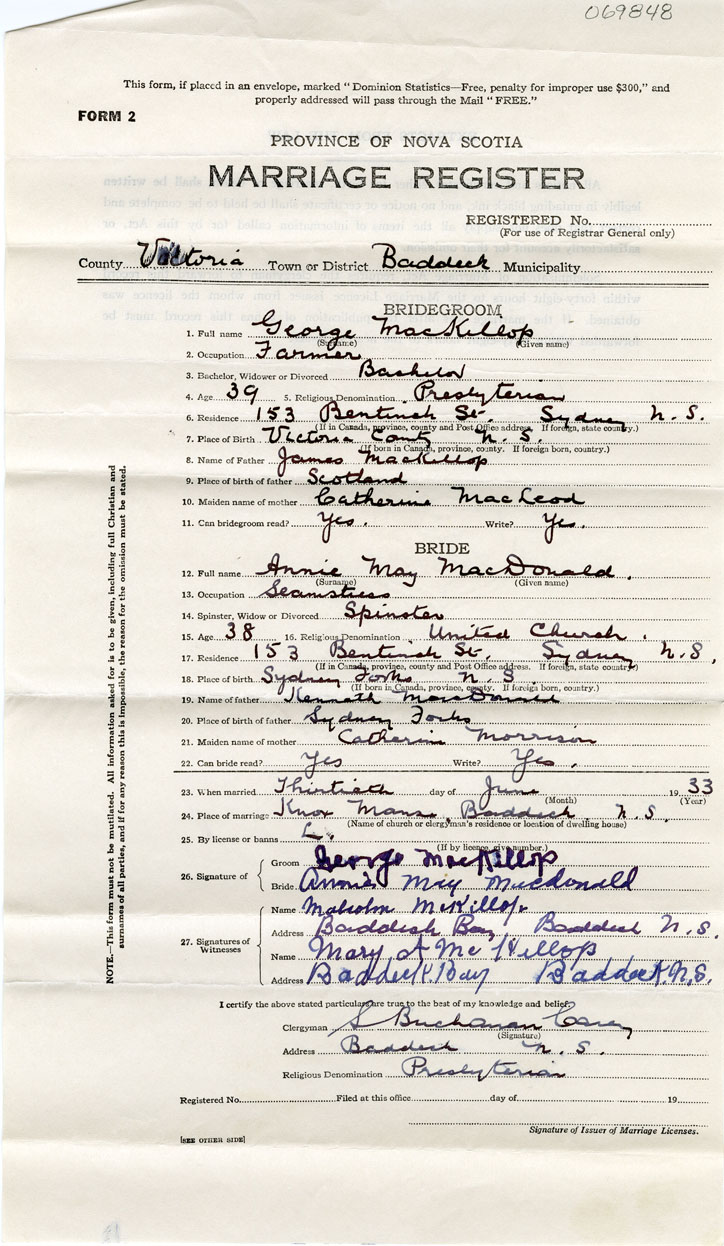 069848
This form, if placed in an envelope, marked "Dominion Statistics—Free, penalty for improper use $300," and
properly addressed will pass through the Mail "FREE."
FORM 2
PROVINCE OF NOVA SCOTIA
MARRIAGE REGISTER
REGISTERED No.
(For use of Registrar General only)
County Victoria Town or District Baddeck Municipality
BRIDEGROOM
1. Full name George MacKillop
(Surname) (Given name)
2. Occupation Farmer
3. Bachelor, Widower or Divorced Bachelor
4. Age 39 5. Religious Denomination Presbyterian
6. Residence 153 Bentinck St. Sydney N. S.
(If in Canada, province, county and Post Office address. If foreign, state country.)
7. Place of Birth Victoria County N. S.
(If born in Canada, province, county. If foreign born, country.)
8. Name of Father James MacKillop
9. Place of birth of father Scotland
10. Maiden name of mother Catherine MacLeod
11. Can bridegroom read? Yes. Write? Yes.
BRIDE
12. Full name Annie May MacDonald.
(Surname) (Given name)
13. Occupation Seamstress
14. Spinster, Widow or Divorced Spinster
15. Age 38 16. Religious Denomination United Church.
17. Residence 153 Bentinck St., Sydney N. S.
(If in Canada, province, county and Post Office address. If foreign, state country.)
18. Place of birth Sydney Forks N. S.
(If born in Canada, province, county. If foreign born, country.)
19. Name of father Kenneth MacDonald
20. Place of birth of father Sydney Forks
21. Maiden name of mother Catherine Morrison
22. Can bride read? Yes Write? Yes.
23. When married Thirtieth day of June 1933
(Month) (Year)
24. Place of marriage Knox Manse, Baddeck, N. S.
(Name of church or clergyman's residence or location of dwelling house)
25. By license or banns L.
(If by licence, give number.)
26. Signature of
Groom George MacKillop
Bride Annie May Macdonald
27. Signatures of Witnesses
Name Malcolm McKillop.
Address Baddeck Bay, Baddeck N. S.
Name Mary A McKillop
Address Baddeck Bay Baddeck N.S.
I certify the above stated particulars are true to the best of my knowledge and belief.
Clergyman S Buchanan Carey
(Signature)
Address Baddeck N. S.
Religious Denomination Presbyterian
Registered No. Filed at this office day of 19
Signature of Issuer of Marriage Licenses.
[SEE OTHER SIDE]
NOTE.—This form must not be mutilated. All information asked for is to be given, including full Christian and
surnames of all parties, and if for any reason this is impossible, the reason for the omission must be stated.